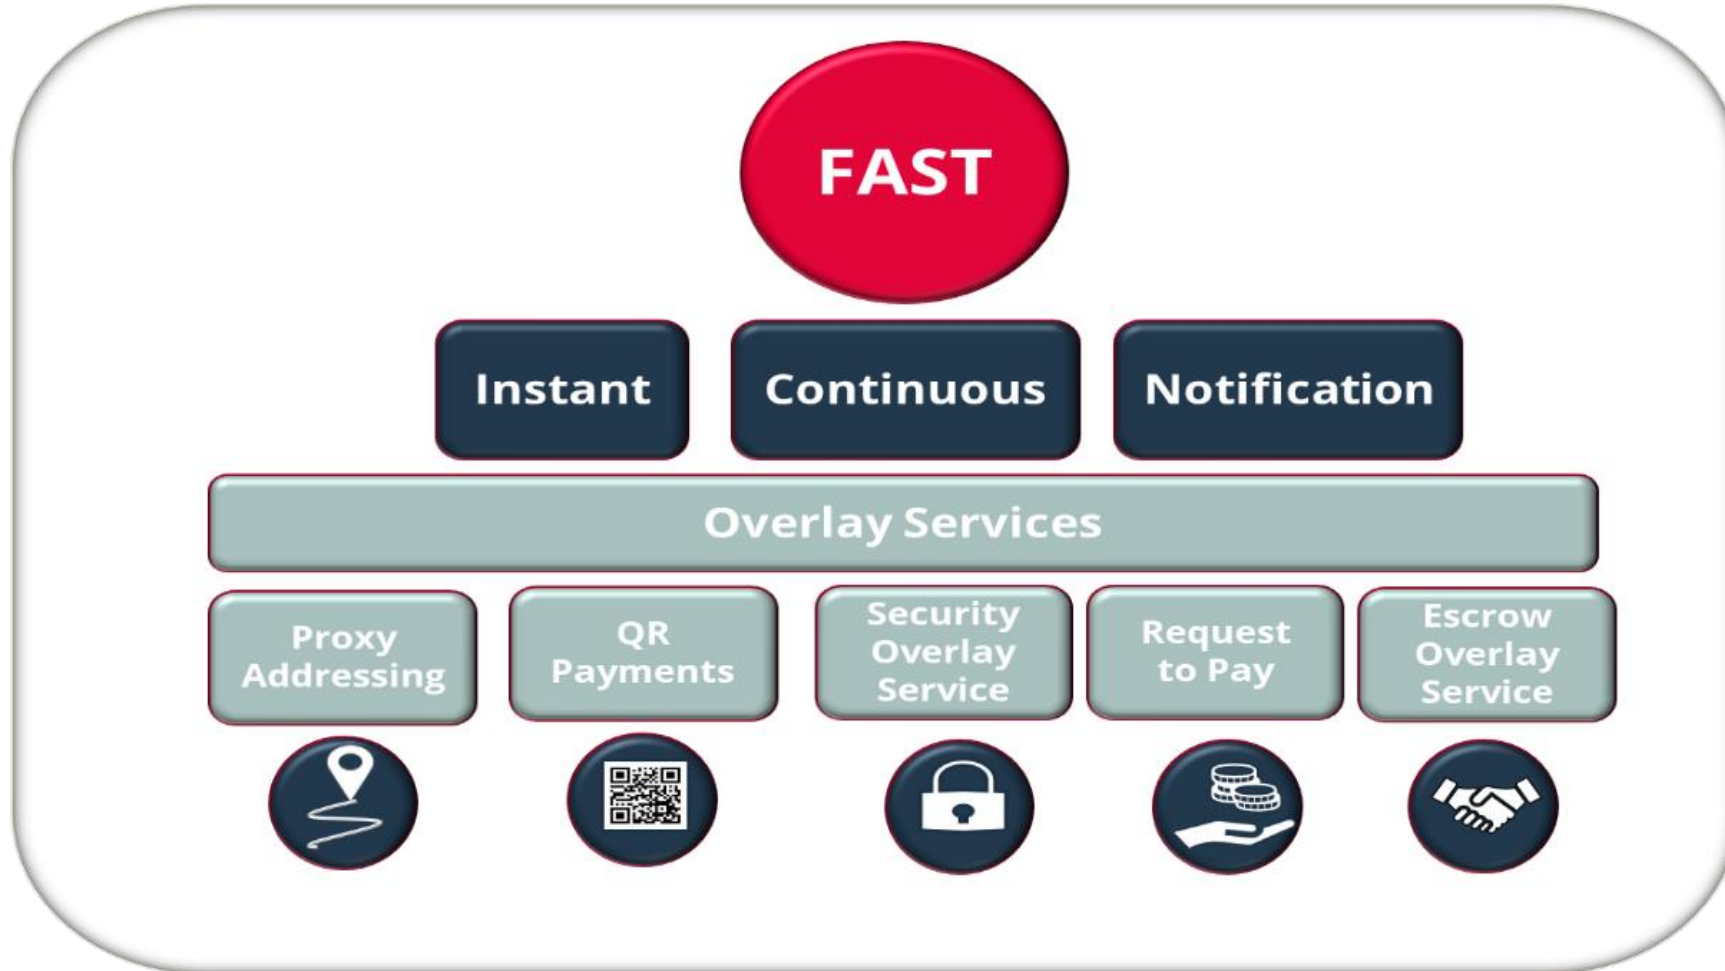 FAST
Instant
Continuous
Notification
Overlay Services
Proxy
Addressing
QR
Payments
Security
Overlay
Service
Request
to Pay
Escrow
Overlay
Service